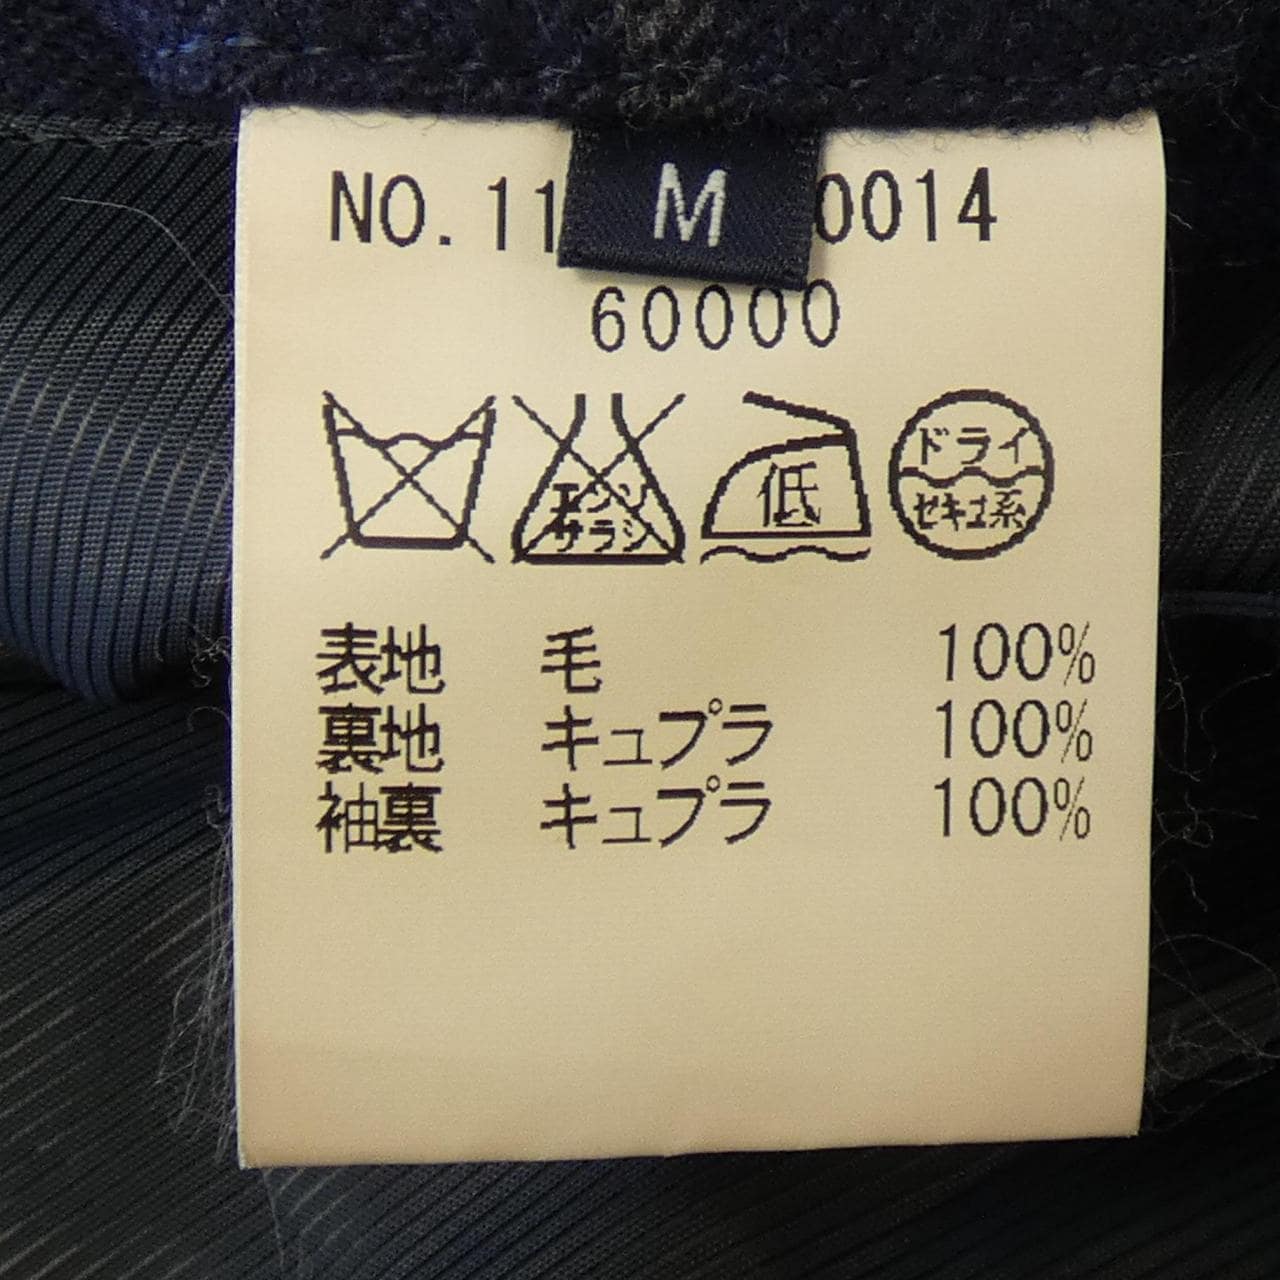 NO.11 M 0014
60000
エンソ サラシ
低
ドライ
セキユ系
表地 毛 100%
裏地 キュプラ 100%
袖裏 キュプラ 100%